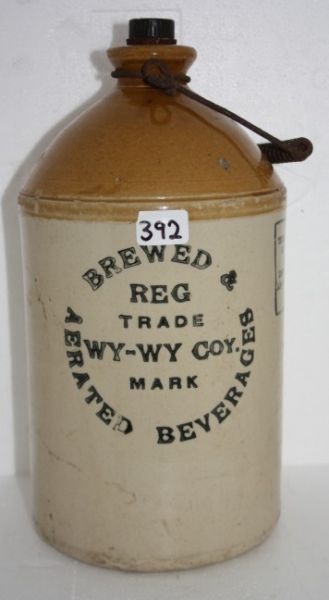 392
BREWED &
REG
TRADE
WY-WY COY.
MARK
AERATED BEVERAGES